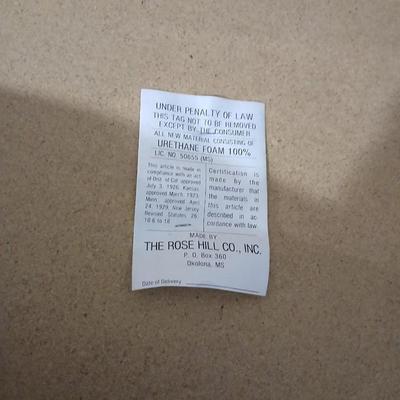 UNDER PENALTY OF LAW
THIS TAG NOT TO BE REMOVED
EXCEPT BY THE CONSUMER
ALL NEW MATERIAL CONSISTING OF
URETHANE FOAM 100%
LIC. NO. 50655 (MS)
This article is made in
compliance with an act
of Dist. of Col. approved
July 3, 1926, Kansas
approved March, 1923,
Minn. approved April
24, 1929, New Jersey
Revised Statutes 26:
10-6 to 18
Certification is
made by the
manufacturer that
the materials in
this article are
described in ac-
cordance with law.
MADE BY
THE ROSE HILL CO., INC.
P. O. Box 360
Okolona, MS
Date of Delivery